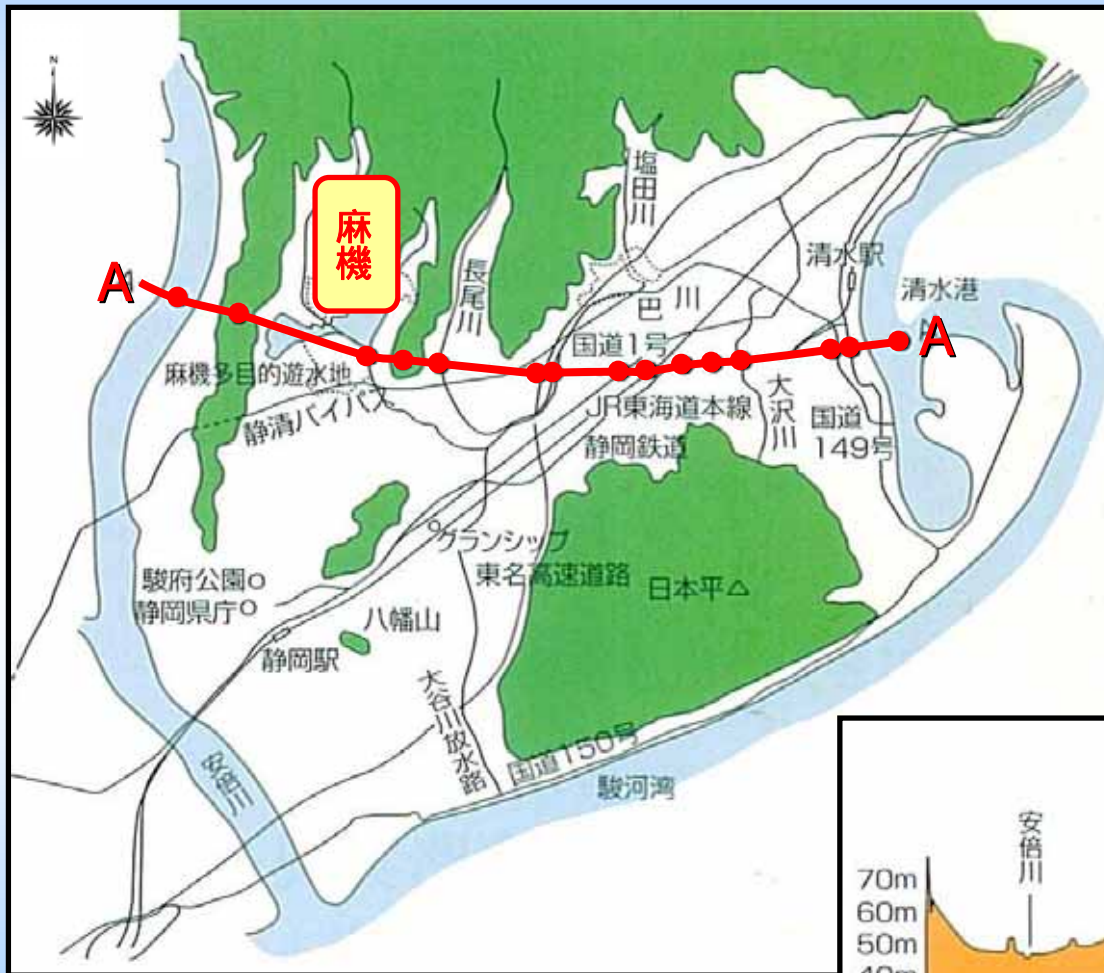 N
塩田川
麻機
長尾川
清水駅
巴川
清水港
A
A
国道1号
麻機多目的遊水地
静清バイパス
JR東海道本線
大沢川
国道
149号
静岡鉄道
グランシップ
東名高速道路
駿府公園
静岡県庁
日本平
八幡山
静岡駅
大谷川放水路
国道150号
安倍川
駿河湾
安倍川
70m
60m
50m
40m